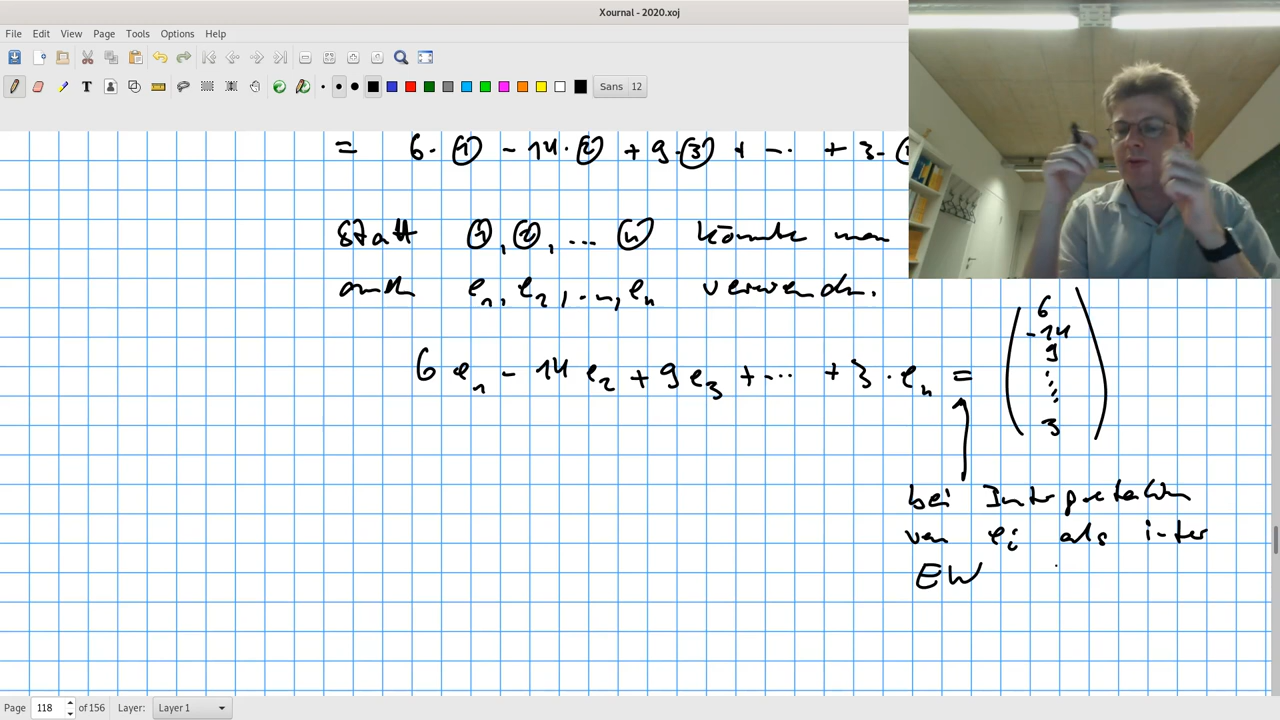 Xournal - 2020.xoj
File Edit View Page Tools Options Help
T Sans 12
= 6·① - 14·② + 9·③ + ... + 3·
statt ①, ②, ... ⓝ könnte man
auch e₁, e₂, ..., eₙ verwenden.
6 e₁ - 14 e₂ + 9 e₃ + ... + 3·eₙ = ( 6 -14 9 ⋮ 3 )
bei Interpretation
von eᵢ als i-ter
EW
Page 118 of 156 Layer: Layer 1